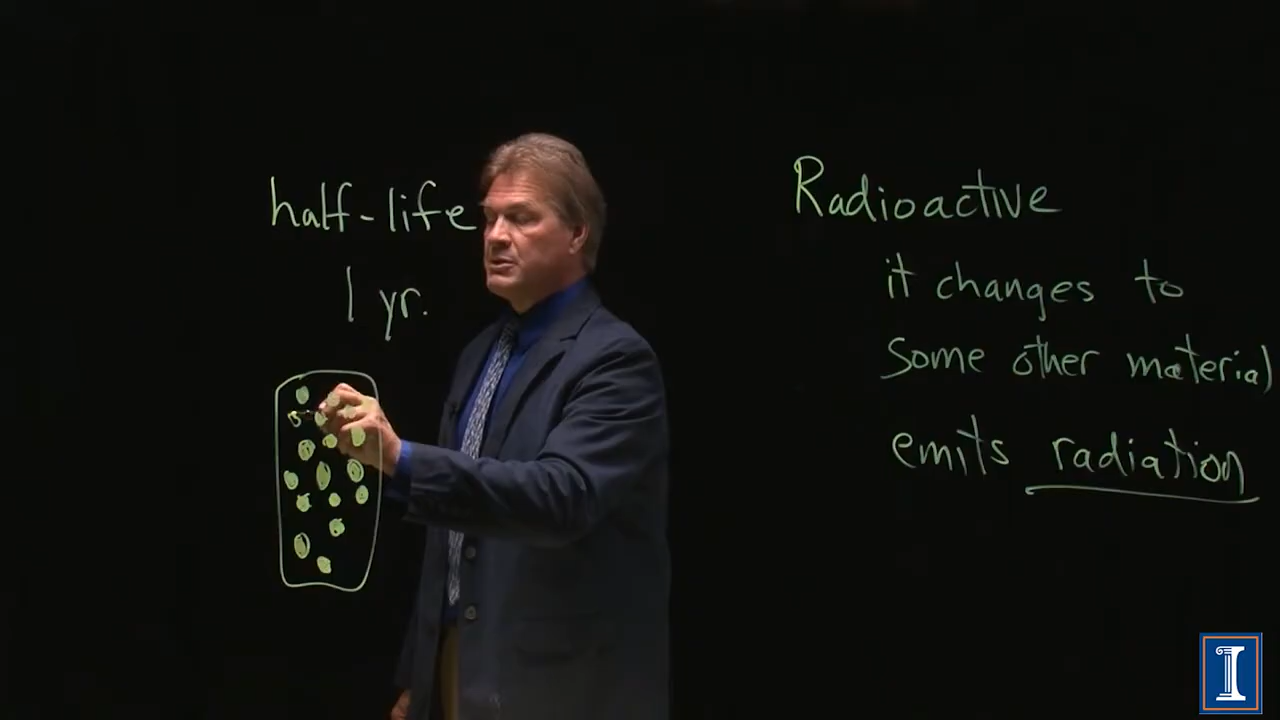 half-life
1 yr.
Radioactive
it changes to
Some other material
emits radiation
I